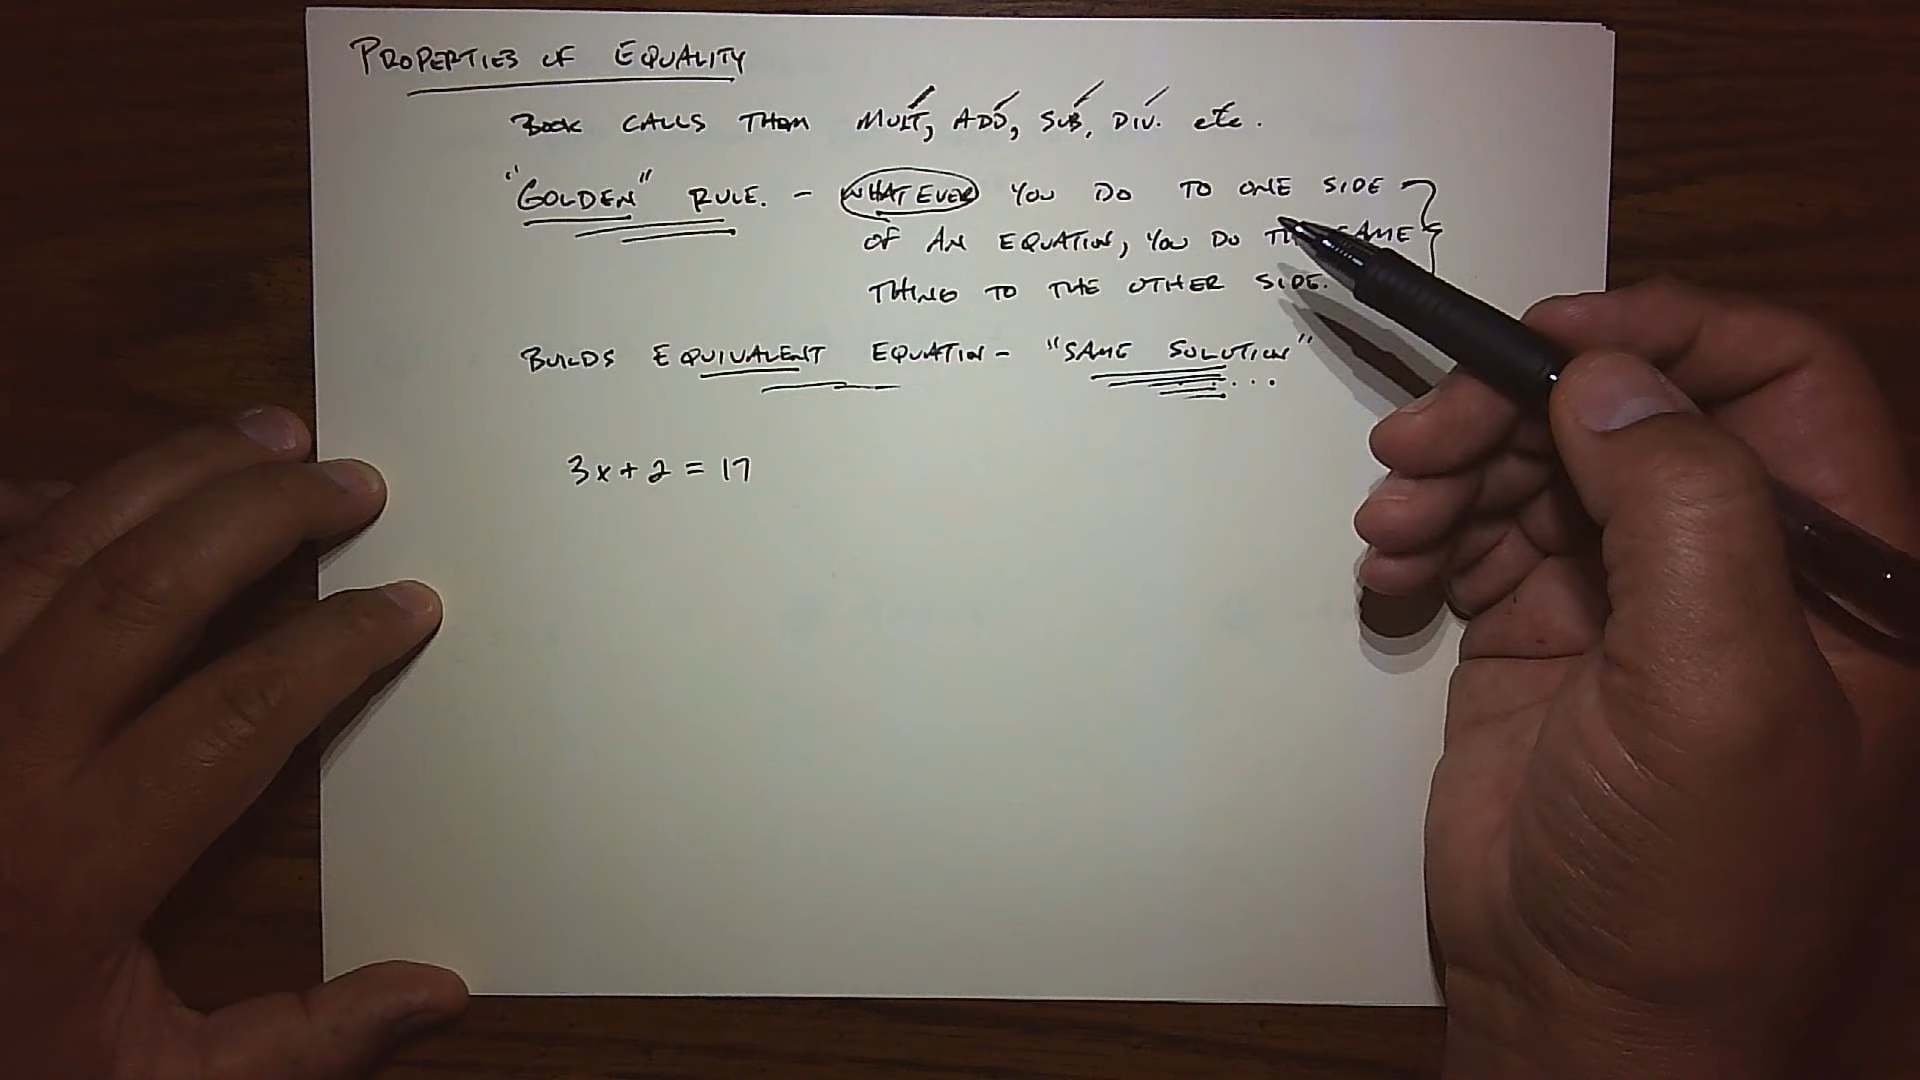 PROPERTIES OF EQUALITY
BOOK CALLS THEM MULT, ADD, SUB, DIV. etc.
"GOLDEN" RULE. - WHATEVER YOU DO TO ONE SIDE
OF AN EQUATION, YOU DO SAME
THING TO THE OTHER SIDE.
BUILDS EQUIVALENT EQUATION - "SAME SOLUTION"
...
3x + 2 = 17